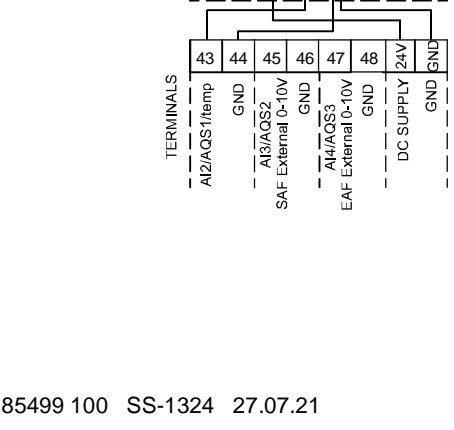 43 44 45 46 47 48 24V GND
TERMINALS
AI2/AQS1/temp
GND
AI3/AQS2
SAF External 0-10V
GND
AI4/AQS3
EAF External 0-10V
GND
DC SUPPLY
GND
85499 100 SS-1324 27.07.21